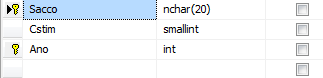 Sacco nchar(20)
Cstim smallint
Ano int